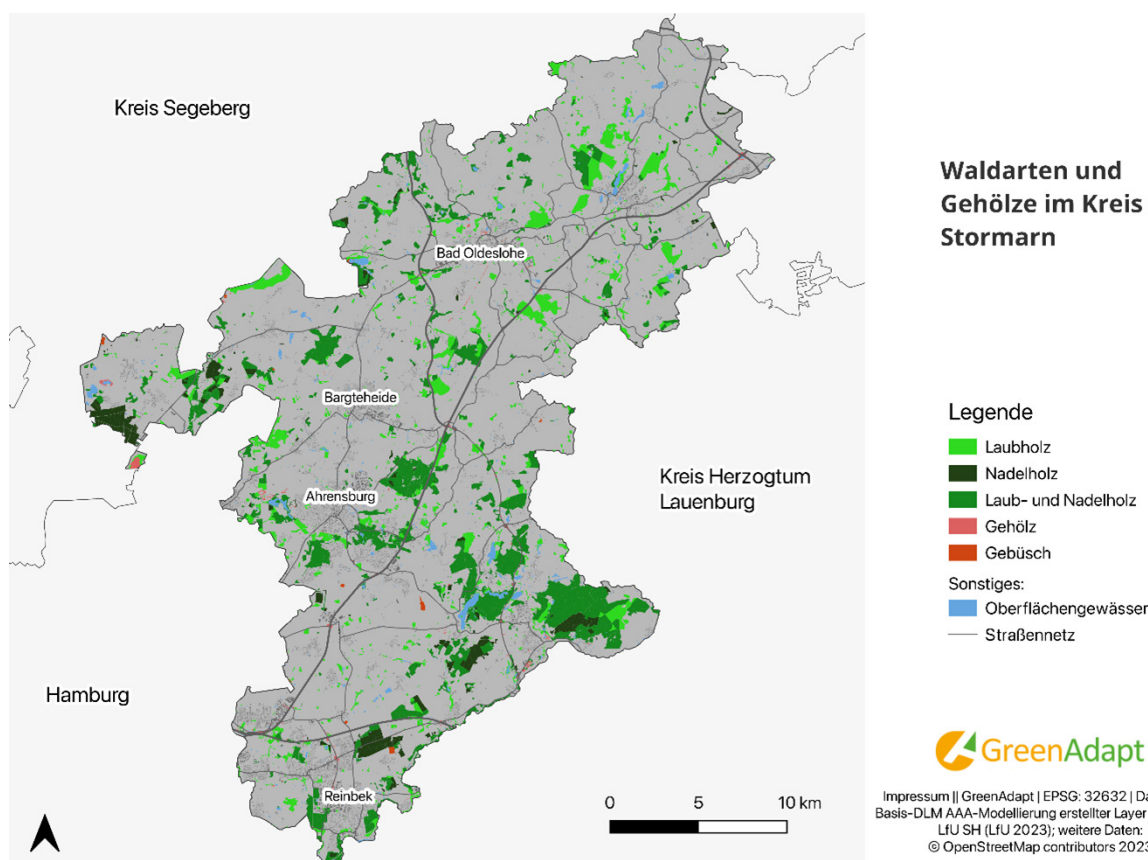 Kreis Segeberg
Waldarten und
Gehölze im Kreis
Stormarn
Bad Oldeslohe
Bargteheide
Ahrensburg
Kreis Herzogtum
Lauenburg
Hamburg
Reinbek
0 5 10 km
Legende
Laubholz
Nadelholz
Laub- und Nadelholz
Gehölz
Gebüsch
Sonstiges:
Oberflächengewässer
Straßennetz
GreenAdapt
Impressum || GreenAdapt | EPSG: 32632 | Da
Basis-DLM AAA-Modellierung erstellter Layer
LfU SH (LfU 2023); weitere Daten:
© OpenStreetMap contributors 2023